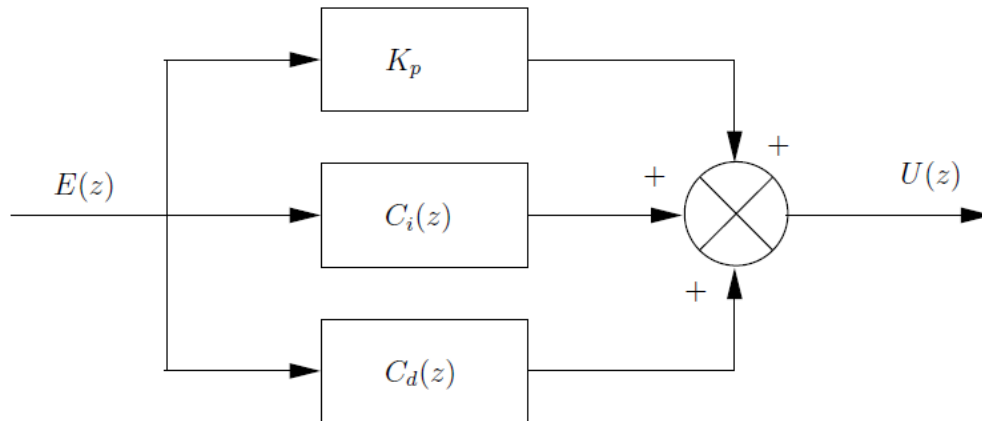 K_p
+
E(z)
+
U(z)
C_i(z)
+
C_d(z)